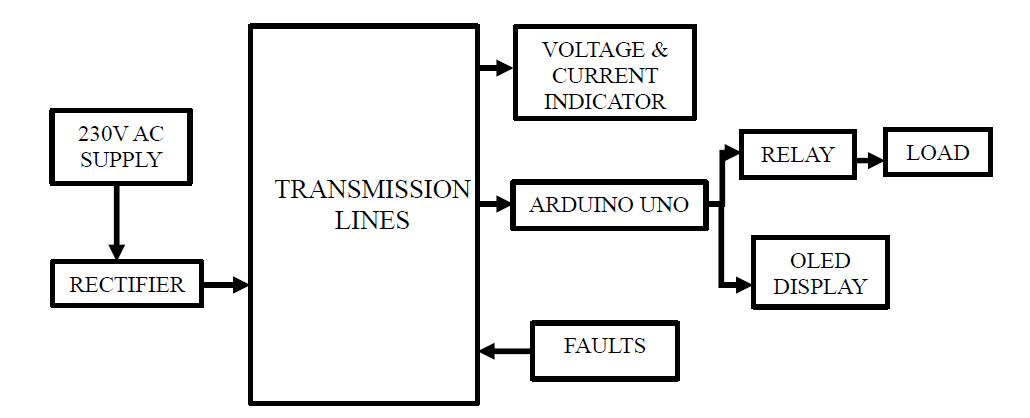 230V AC
SUPPLY
RECTIFIER
TRANSMISSION
LINES
VOLTAGE &
CURRENT
INDICATOR
ARDUINO UNO
FAULTS
RELAY
LOAD
OLED
DISPLAY